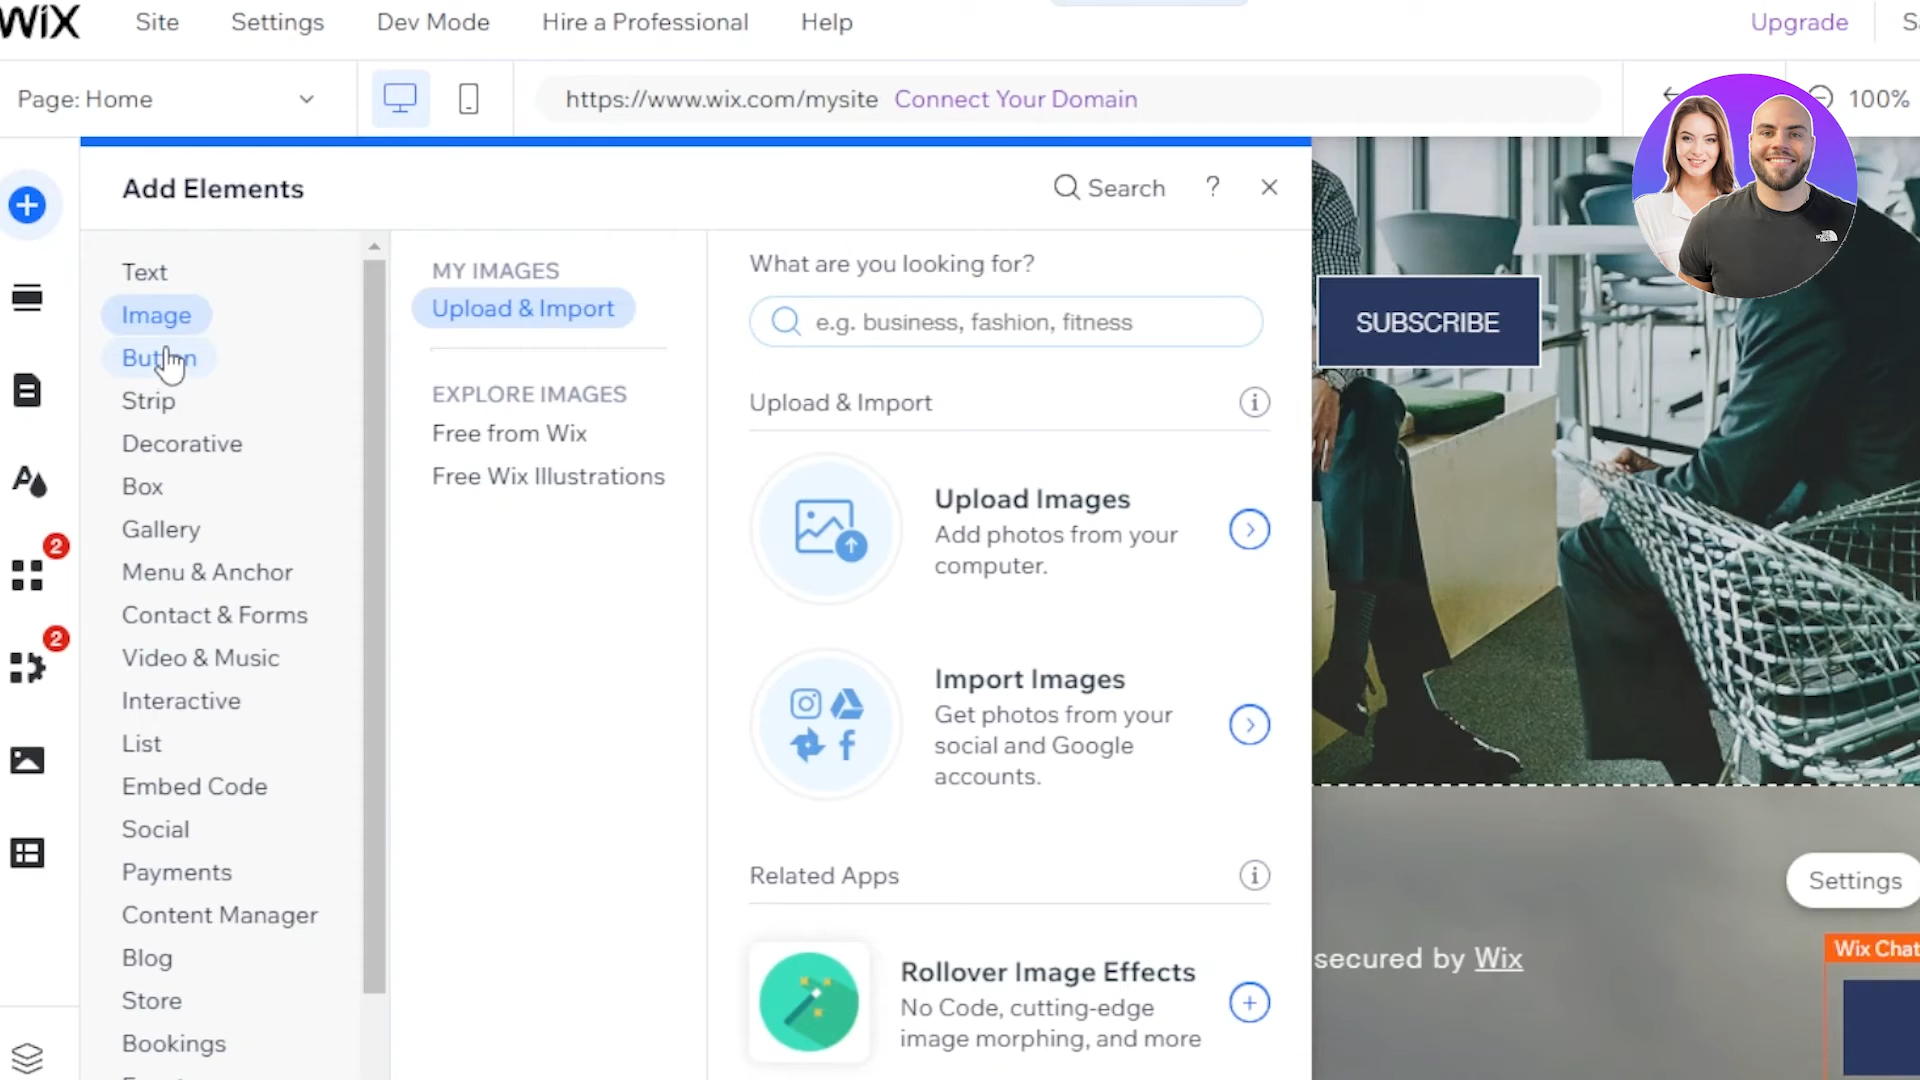 WiX
Site
Settings
Dev Mode
Hire a Professional
Help
Upgrade
Page: Home
https://www.wix.com/mysite Connect Your Domain
100%
Add Elements
Search
?
Text
Image
Button
Strip
Decorative
Box
Gallery
Menu & Anchor
Contact & Forms
Video & Music
Interactive
List
Embed Code
Social
Payments
Content Manager
Blog
Store
Bookings
2
2
MY IMAGES
Upload & Import
EXPLORE IMAGES
Free from Wix
Free Wix Illustrations
What are you looking for?
e.g. business, fashion, fitness
Upload & Import
Upload Images
Add photos from your
computer.
Import Images
Get photos from your
social and Google
accounts.
Related Apps
Rollover Image Effects
No Code, cutting-edge
image morphing, and more
SUBSCRIBE
Settings
secured by Wix
Wix Chat